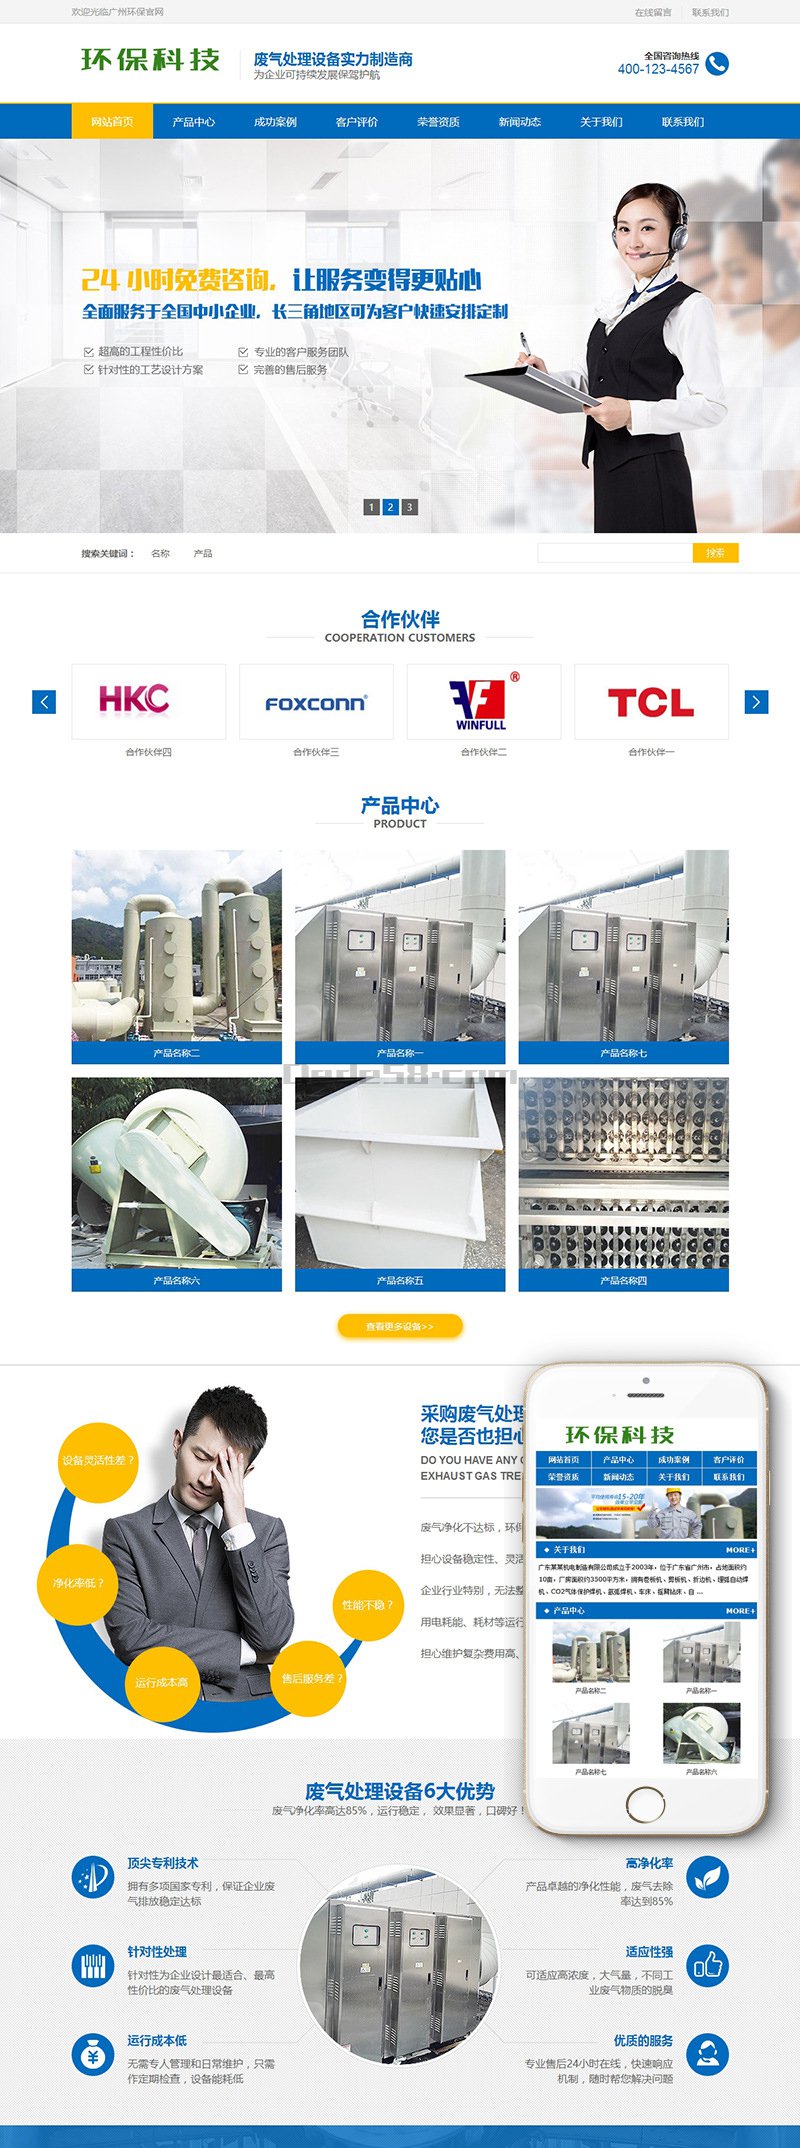 欢迎光临广州环保官网
在线留言
联系我们
环保科技
废气处理设备实力制造商
为企业可持续发展保驾护航
全国咨询热线
400-123-4567
网站首页 产品中心 成功案例 客户评价 荣誉资质 新闻动态 关于我们 联系我们
24 小时免费咨询，让服务变得更贴心
全面服务于全国中小企业，长三角地区可为客户快速安排定制
超高的工程性价比 专业的客户服务团队
针对性的工艺设计方案 完善的售后服务
1 2 3
搜索关键词： 名称 产品
搜索
合作伙伴
COOPERATION CUSTOMERS
HKC FOXCONN® WINFULL ® TCL
合作伙伴四 合作伙伴三 合作伙伴二 合作伙伴一
产品中心
PRODUCT
产品名称二 产品名称一 产品名称七
Dede58.com
产品名称六 产品名称五 产品名称四
查看更多设备>>
设备灵活性差？
净化率低？
运行成本高
售后服务差？
性能不稳？
采购废气处理
您是否也担心
DO YOU HAVE ANY
EXHAUST GAS TRE
废气净化不达标，环保
担心设备稳定性、灵活
企业行业特别，无法整
用电耗能、耗材等运行
担心维护复杂费用高、
环保科技
网站首页 产品中心 成功案例 客户评价
荣誉资质 新闻动态 关于我们 联系我们
平均使用寿命15-20年
关于我们 MORE+
广东某某机电制造有限公司成立于2003年，位于广东省广州市，占地面积约
10亩，厂房面积约3500平方米，拥有卷板机、剪板机、折边机、埋弧自动焊
机、CO2气体保护焊机、氩弧焊机、车床、摇臂钻床、自 ...
产品中心 MORE+
产品名称二 产品名称一
产品名称七 产品名称六
废气处理设备6大优势
废气净化率高达85%，运行稳定， 效果显著，口碑好！
顶尖专利技术
拥有多项国家专利，保证企业废
气排放稳定达标
高净化率
产品卓越的净化性能，废气去除
率达到85%
针对性处理
针对性为企业设计最适合、最高
性价比的废气处理设备
适应性强
可适应高浓度，大气量，不同工
业废气物质的脱臭
运行成本低
无需专人管理和日常维护，只需
作定期检查，设备能耗低
优质的服务
专业售后24小时在线，快速响应
机制，随时帮您解决问题